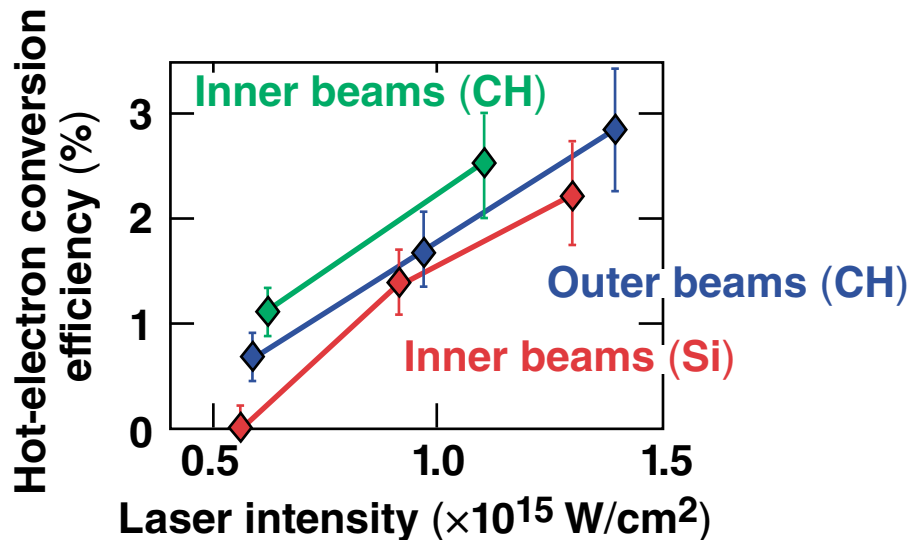 Hot-electron conversion
efficiency (%)
Inner beams (CH)
3
2
Outer beams (CH)
1
Inner beams (Si)
0
0.5 1.0 1.5
Laser intensity (×10¹⁵ W/cm²)